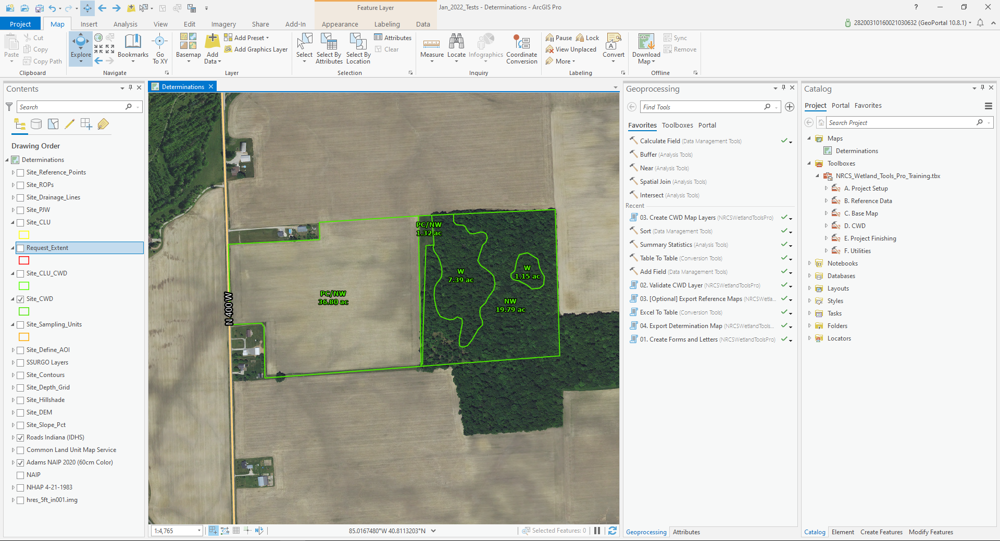 Feature Layer
Jan_2022_Tests - Determinations - ArcGIS Pro
?
Project Map Insert Analysis View Edit Imagery Share Add-In Appearance Labeling Data
28200310160021030632 (GeoPortal 10.8.1)
Paste
Cut
Copy
Copy Path
Clipboard
Explore
Bookmarks
Go
To XY
Navigate
Basemap
Add
Data
Add Preset
Add Graphics Layer
Layer
Select
Select By
Attributes
Select By
Location
Attributes
Clear
Selection
Measure
Locate
Infographics
Coordinate
Conversion
Inquiry
Pause
Lock
View Unplaced
More
Convert
Labeling
Download
Map
Sync
Remove
Offline
Contents
Search
Drawing Order
Determinations
Site_Reference_Points
Site_ROPs
Site_Drainage_Lines
Site_PJW
Site_CLU
Request_Extent
Site_CLU_CWD
Site_CWD
Site_Sampling_Units
Site_Define_AOI
SSURGO Layers
Site_Contours
Site_Depth_Grid
Site_Hillshade
Site_DEM
Site_Slope_Pct
Roads Indiana (IDHS)
Common Land Unit Map Service
Adams NAIP 2020 (60cm Color)
NAIP
NHAP 4-21-1983
hres_5ft_in001.img
Determinations
PC/NW
1.32 ac
W
7.39 ac
W
1.15 ac
PC/NW
36.80 ac
NW
19.79 ac
N 400 W
1:4,765
85.0167480°W 40.8113203°N
Selected Features: 0
Geoprocessing
Find Tools
Favorites Toolboxes Portal
Calculate Field (Data Management Tools)
Buffer (Analysis Tools)
Near (Analysis Tools)
Spatial Join (Analysis Tools)
Intersect (Analysis Tools)
Recent
03. Create CWD Map Layers (NRCSWetlandToolsPro)
Sort (Data Management Tools)
Summary Statistics (Analysis Tools)
Table To Table (Conversion Tools)
Add Field (Data Management Tools)
02. Validate CWD Layer (NRCSWetlandToolsPro)
03. [Optional] Export Reference Maps (NRCSWetla...
Excel To Table (Conversion Tools)
04. Export Determination Map (NRCSWetlandTools...
01. Create Forms and Letters (NRCSWetlandToolsPro)
Geoprocessing Attributes
Catalog
Project Portal Favorites
Search Project
Maps
Determinations
Toolboxes
NRCS_Wetland_Tools_Pro_Training.tbx
A. Project Setup
B. Reference Data
C. Base Map
D. CWD
E. Project Finishing
F. Utilities
Notebooks
Databases
Layouts
Styles
Tasks
Folders
Locators
Catalog Element Create Features Modify Features